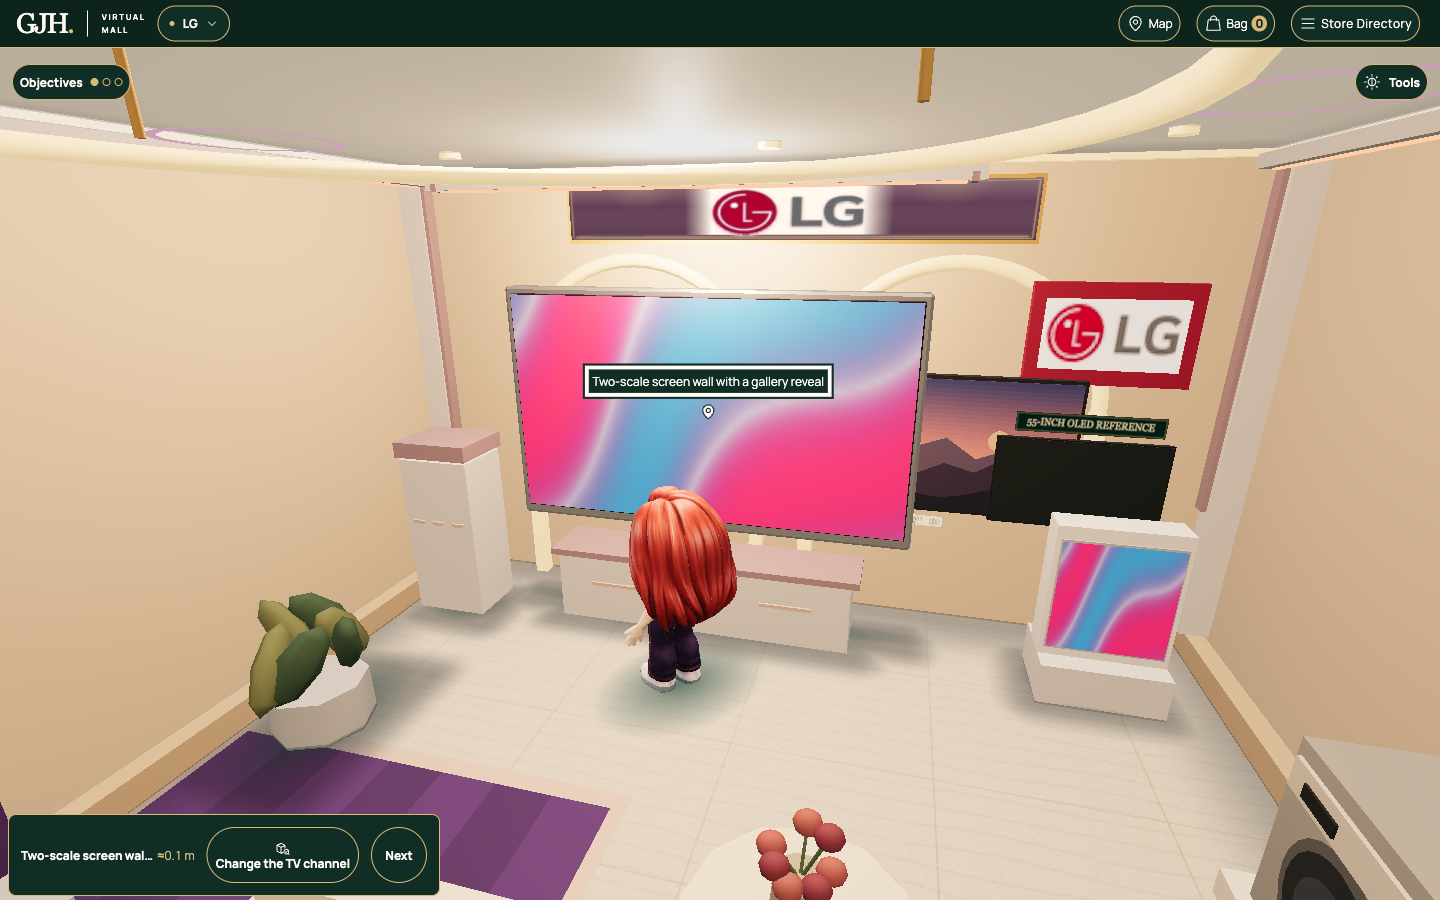 GJH.
VIRTUAL
MALL
LG
Map
Bag 0
Store Directory
Objectives
Tools
LG
LG
Two-scale screen wall with a gallery reveal
55-INCH OLED REFERENCE
Two-scale screen wal... ≈0.1 m
Change the TV channel
Next